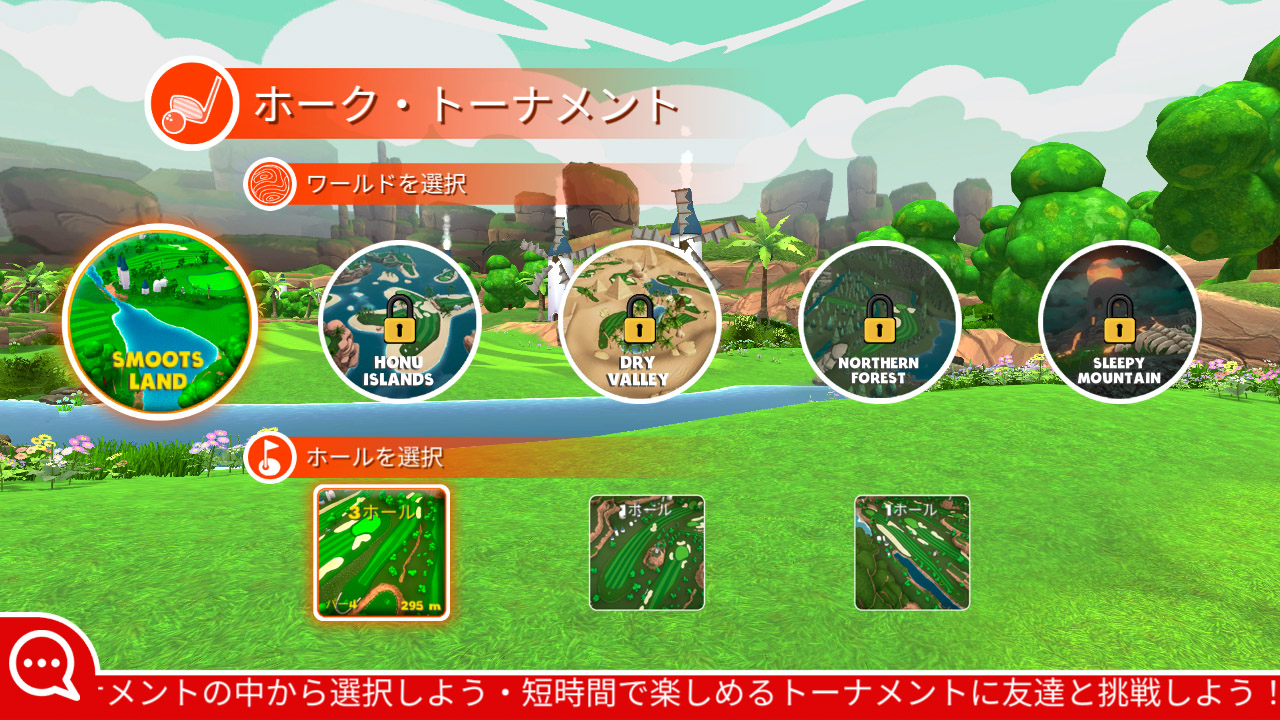 ホーク・トーナメント
ワールドを選択
SMOOTS
LAND
HONU
ISLANDS
DRY
VALLEY
NORTHERN
FOREST
SLEEPY
MOUNTAIN
ホールを選択
3ホール
パー4
295 m
1ホール
1ホール
メントの中から選択しよう・短時間で楽しめるトーナメントに友達と挑戦しよう!